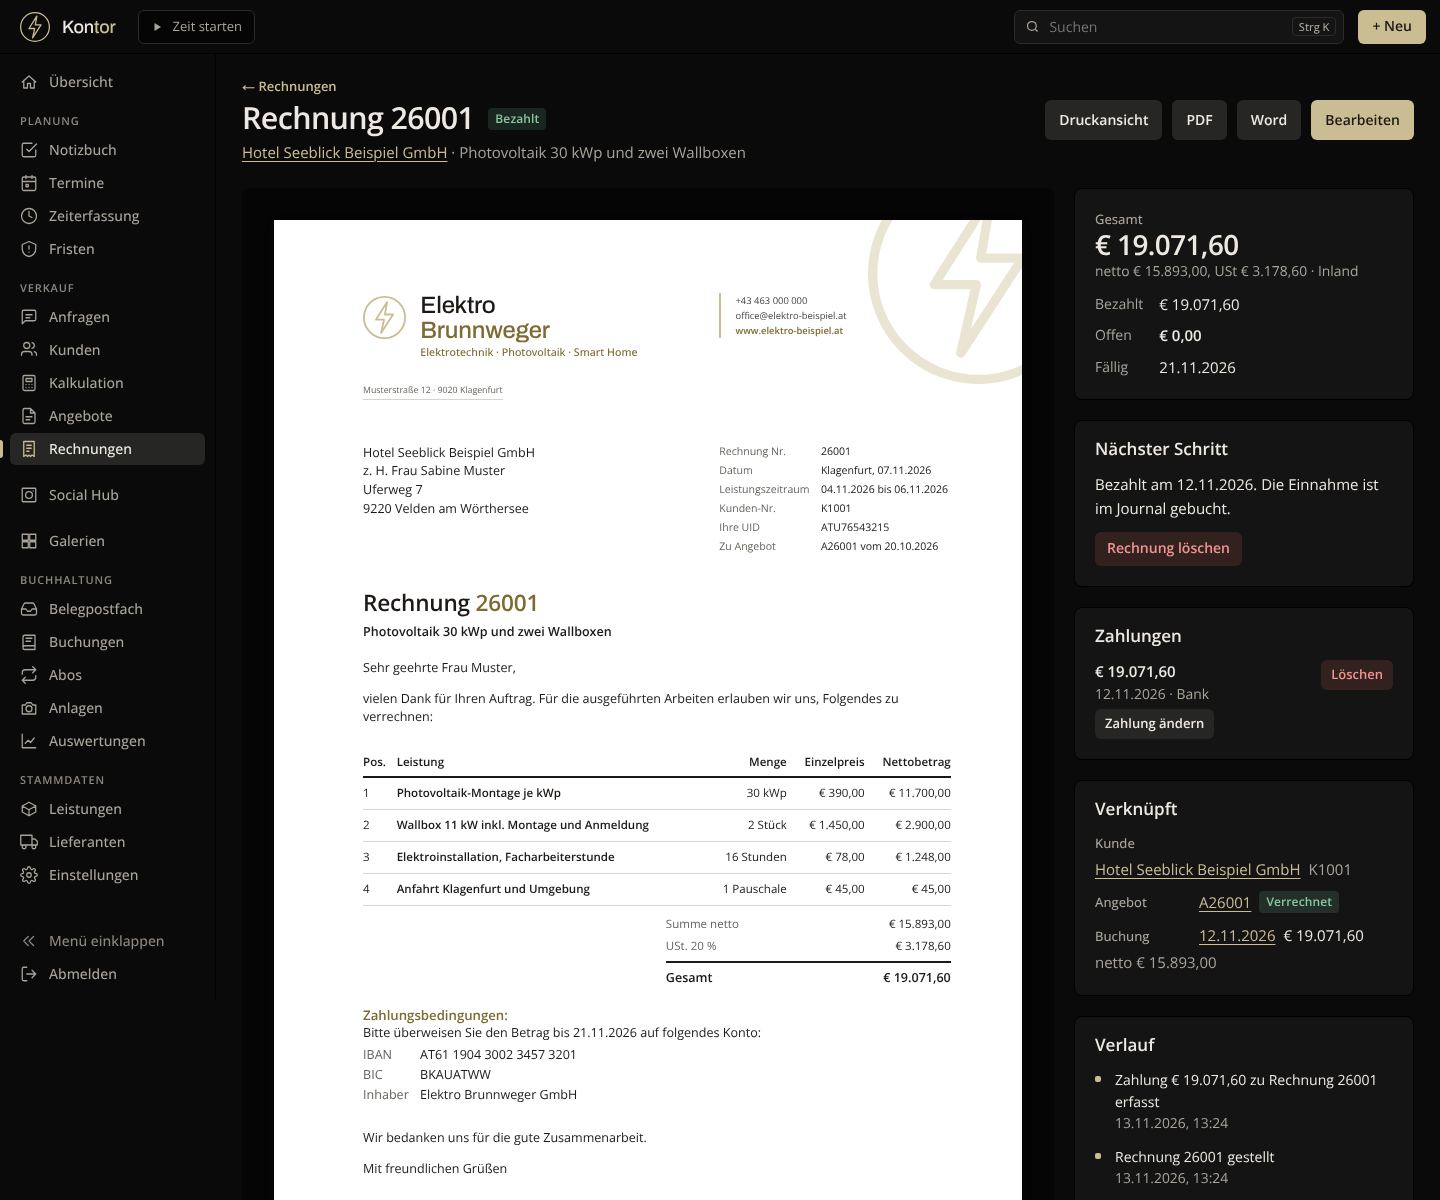 Kontor
Zeit starten
Suchen
Strg K
+ Neu
Übersicht
PLANUNG
Notizbuch
Termine
Zeiterfassung
Fristen
VERKAUF
Anfragen
Kunden
Kalkulation
Angebote
Rechnungen
Social Hub
Galerien
BUCHHALTUNG
Belegpostfach
Buchungen
Abos
Anlagen
Auswertungen
STAMMDATEN
Leistungen
Lieferanten
Einstellungen
Menü einklappen
Abmelden
← Rechnungen
Rechnung 26001 Bezahlt
Hotel Seeblick Beispiel GmbH · Photovoltaik 30 kWp und zwei Wallboxen
Druckansicht PDF Word Bearbeiten
Elektro
Brunnweger
Elektrotechnik · Photovoltaik · Smart Home
+43 463 000 000
office@elektro-beispiel.at
www.elektro-beispiel.at
Musterstraße 12 · 9020 Klagenfurt
Hotel Seeblick Beispiel GmbH
z. H. Frau Sabine Muster
Uferweg 7
9220 Velden am Wörthersee
Rechnung Nr. 26001
Datum Klagenfurt, 07.11.2026
Leistungszeitraum 04.11.2026 bis 06.11.2026
Kunden-Nr. K1001
Ihre UID ATU76543215
Zu Angebot A26001 vom 20.10.2026
Rechnung 26001
Photovoltaik 30 kWp und zwei Wallboxen
Sehr geehrte Frau Muster,
vielen Dank für Ihren Auftrag. Für die ausgeführten Arbeiten erlauben wir uns, Folgendes zu
verrechnen:
Pos. Leistung Menge Einzelpreis Nettobetrag
1 Photovoltaik-Montage je kWp 30 kWp € 390,00 € 11.700,00
2 Wallbox 11 kW inkl. Montage und Anmeldung 2 Stück € 1.450,00 € 2.900,00
3 Elektroinstallation, Facharbeiterstunde 16 Stunden € 78,00 € 1.248,00
4 Anfahrt Klagenfurt und Umgebung 1 Pauschale € 45,00 € 45,00
Summe netto € 15.893,00
USt. 20 % € 3.178,60
Gesamt € 19.071,60
Zahlungsbedingungen:
Bitte überweisen Sie den Betrag bis 21.11.2026 auf folgendes Konto:
IBAN AT61 1904 3002 3457 3201
BIC BKAUATWW
Inhaber Elektro Brunnweger GmbH
Wir bedanken uns für die gute Zusammenarbeit.
Mit freundlichen Grüßen
Gesamt
€ 19.071,60
netto € 15.893,00, USt € 3.178,60 · Inland
Bezahlt € 19.071,60
Offen € 0,00
Fällig 21.11.2026
Nächster Schritt
Bezahlt am 12.11.2026. Die Einnahme ist
im Journal gebucht.
Rechnung löschen
Zahlungen
€ 19.071,60
12.11.2026 · Bank
Löschen
Zahlung ändern
Verknüpft
Kunde
Hotel Seeblick Beispiel GmbH K1001
Angebot A26001 Verrechnet
Buchung 12.11.2026 € 19.071,60
netto € 15.893,00
Verlauf
Zahlung € 19.071,60 zu Rechnung 26001
erfasst
13.11.2026, 13:24
Rechnung 26001 gestellt
13.11.2026, 13:24